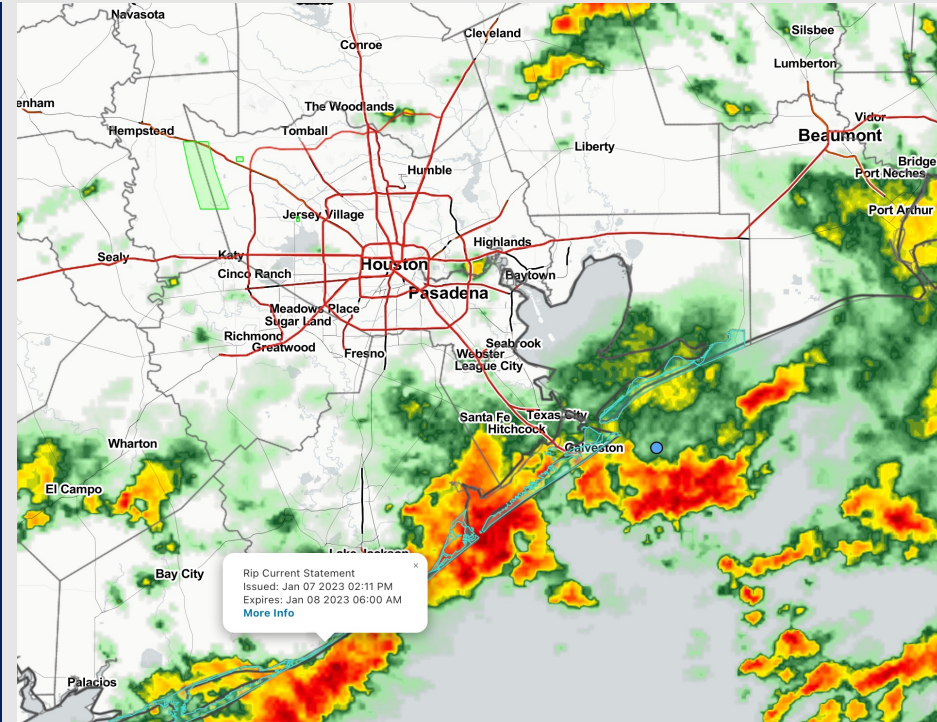 Navasota
Conroe
Cleveland
Silsbee
Lumberton
enham
The Woodlands
Hempstead
Tomball
Vidor
Beaumont
Liberty
Bridge
Port Neches
Humble
Port Arthur
Jersey Village
Highlands
Sealy
Katy
Houston
Cinco Ranch
Baytown
Pasadena
Meadows Place
Sugar Land
Richmond
Greatwood
Fresno
Seabrook
Webster
League City
Santa Fe
Texas City
Hitchcock
Wharton
Galveston
El Campo
Lake Jackson
×
Rip Current Statement
Issued: Jan 07 2023 02:11 PM
Expires: Jan 08 2023 06:00 AM
More Info
Bay City
Palacios